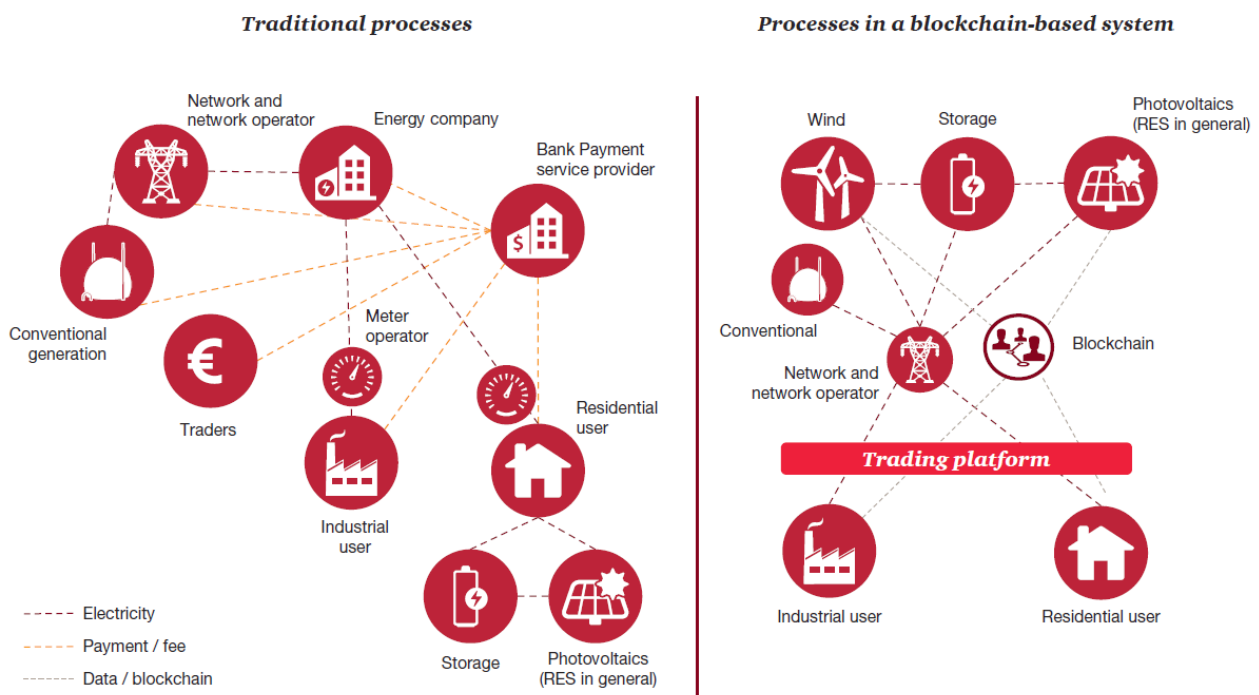 Traditional processes
Network and
network operator
Energy company
Bank Payment
service provider
$
Conventional
generation
Meter
operator
€
Traders
Residential
user
Industrial
user
Storage
Photovoltaics
(RES in general)
Electricity
Payment / fee
Data / blockchain
Processes in a blockchain-based system
Wind
Storage
Photovoltaics
(RES in general)
Conventional
Blockchain
Network and
network operator
Trading platform
Industrial user
Residential user